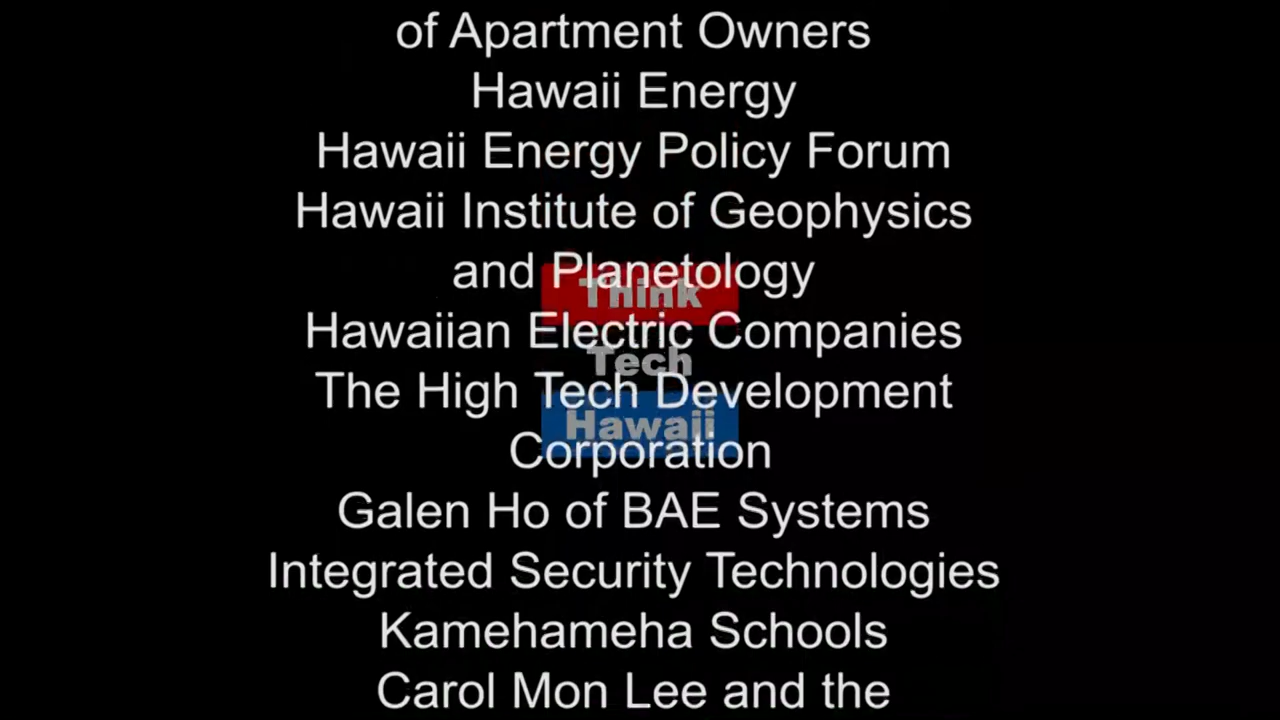 of Apartment Owners
Hawaii Energy
Hawaii Energy Policy Forum
Hawaii Institute of Geophysics
and Planetology
Think
Hawaiian Electric Companies
Tech
The High Tech Development
Hawaii
Corporation
Galen Ho of BAE Systems
Integrated Security Technologies
Kamehameha Schools
Carol Mon Lee and the